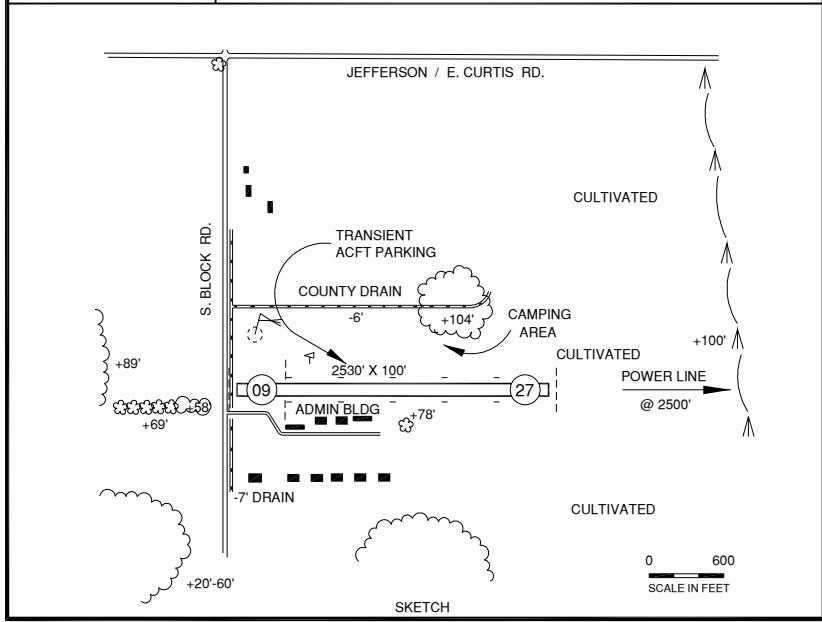 JEFFERSON / E. CURTIS RD.
CULTIVATED
S. BLOCK RD.
TRANSIENT
ACFT PARKING
COUNTY DRAIN
-6'
+104'
CAMPING
AREA
+100'
+89'
2530' X 100'
CULTIVATED
POWER LINE
@ 2500'
09
27
+58'
+69'
ADMIN BLDG
+78'
-7' DRAIN
CULTIVATED
+20'-60'
0 600
SCALE IN FEET
SKETCH